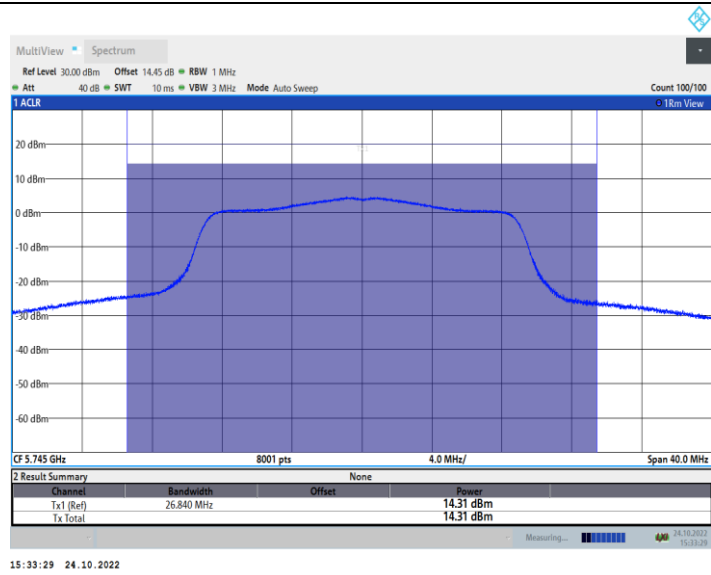 MultiView Spectrum
Ref Level 30.00 dBm Offset 14.45 dB RBW 1 MHz
Att 40 dB SWT 10 ms VBW 3 MHz Mode Auto Sweep Count 100/100
1 ACLR 1Rm View
20 dBm
10 dBm
0 dBm
-10 dBm
-20 dBm
-30 dBm
-40 dBm
-50 dBm
-60 dBm
CF 5.745 GHz 8001 pts 4.0 MHz/ Span 40.0 MHz
2 Result Summary None
Channel Bandwidth Offset Power
Tx1 (Ref) 26.840 MHz 14.31 dBm
Tx Total 14.31 dBm
Measuring... 24.10.2022
15:33:29
15:33:29 24.10.2022